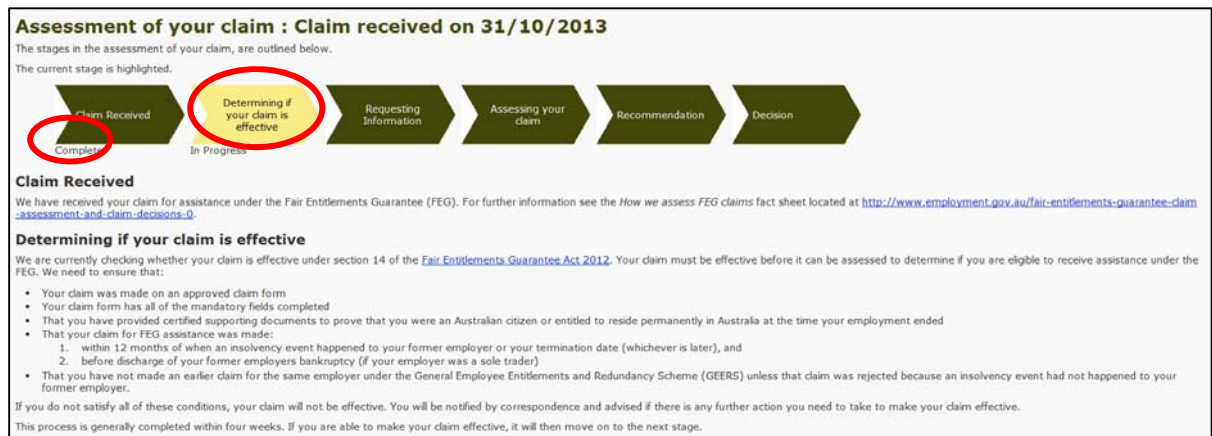 Assessment of your claim : Claim received on 31/10/2013
The stages in the assessment of your claim, are outlined below.
The current stage is highlighted.
Claim Received
Determining if
your claim is
effective
Requesting
Information
Assessing your
claim
Recommendation
Decision
Complete
In Progress
Claim Received
We have received your claim for assistance under the Fair Entitlements Guarantee (FEG). For further information see the How we assess FEG claims fact sheet located at http://www.employment.gov.au/fair-entitlements-guarantee-claim
-assessment-and-claim-decisions-0.
Determining if your claim is effective
We are currently checking whether your claim is effective under section 14 of the Fair Entitlements Guarantee Act 2012. Your claim must be effective before it can be assessed to determine if you are eligible to receive assistance under the
FEG. We need to ensure that:
• Your claim was made on an approved claim form
• Your claim form has all of the mandatory fields completed
• That you have provided certified supporting documents to prove that you were an Australian citizen or entitled to reside permanently in Australia at the time your employment ended
• That your claim for FEG assistance was made:
1. within 12 months of when an insolvency event happened to your former employer or your termination date (whichever is later), and
2. before discharge of your former employers bankruptcy (if your employer was a sole trader)
• That you have not made an earlier claim for the same employer under the General Employee Entitlements and Redundancy Scheme (GEERS) unless that claim was rejected because an insolvency event had not happened to your
former employer.
If you do not satisfy all of these conditions, your claim will not be effective. You will be notified by correspondence and advised if there is any further action you need to take to make your claim effective.
This process is generally completed within four weeks. If you are able to make your claim effective, it will then move on to the next stage.